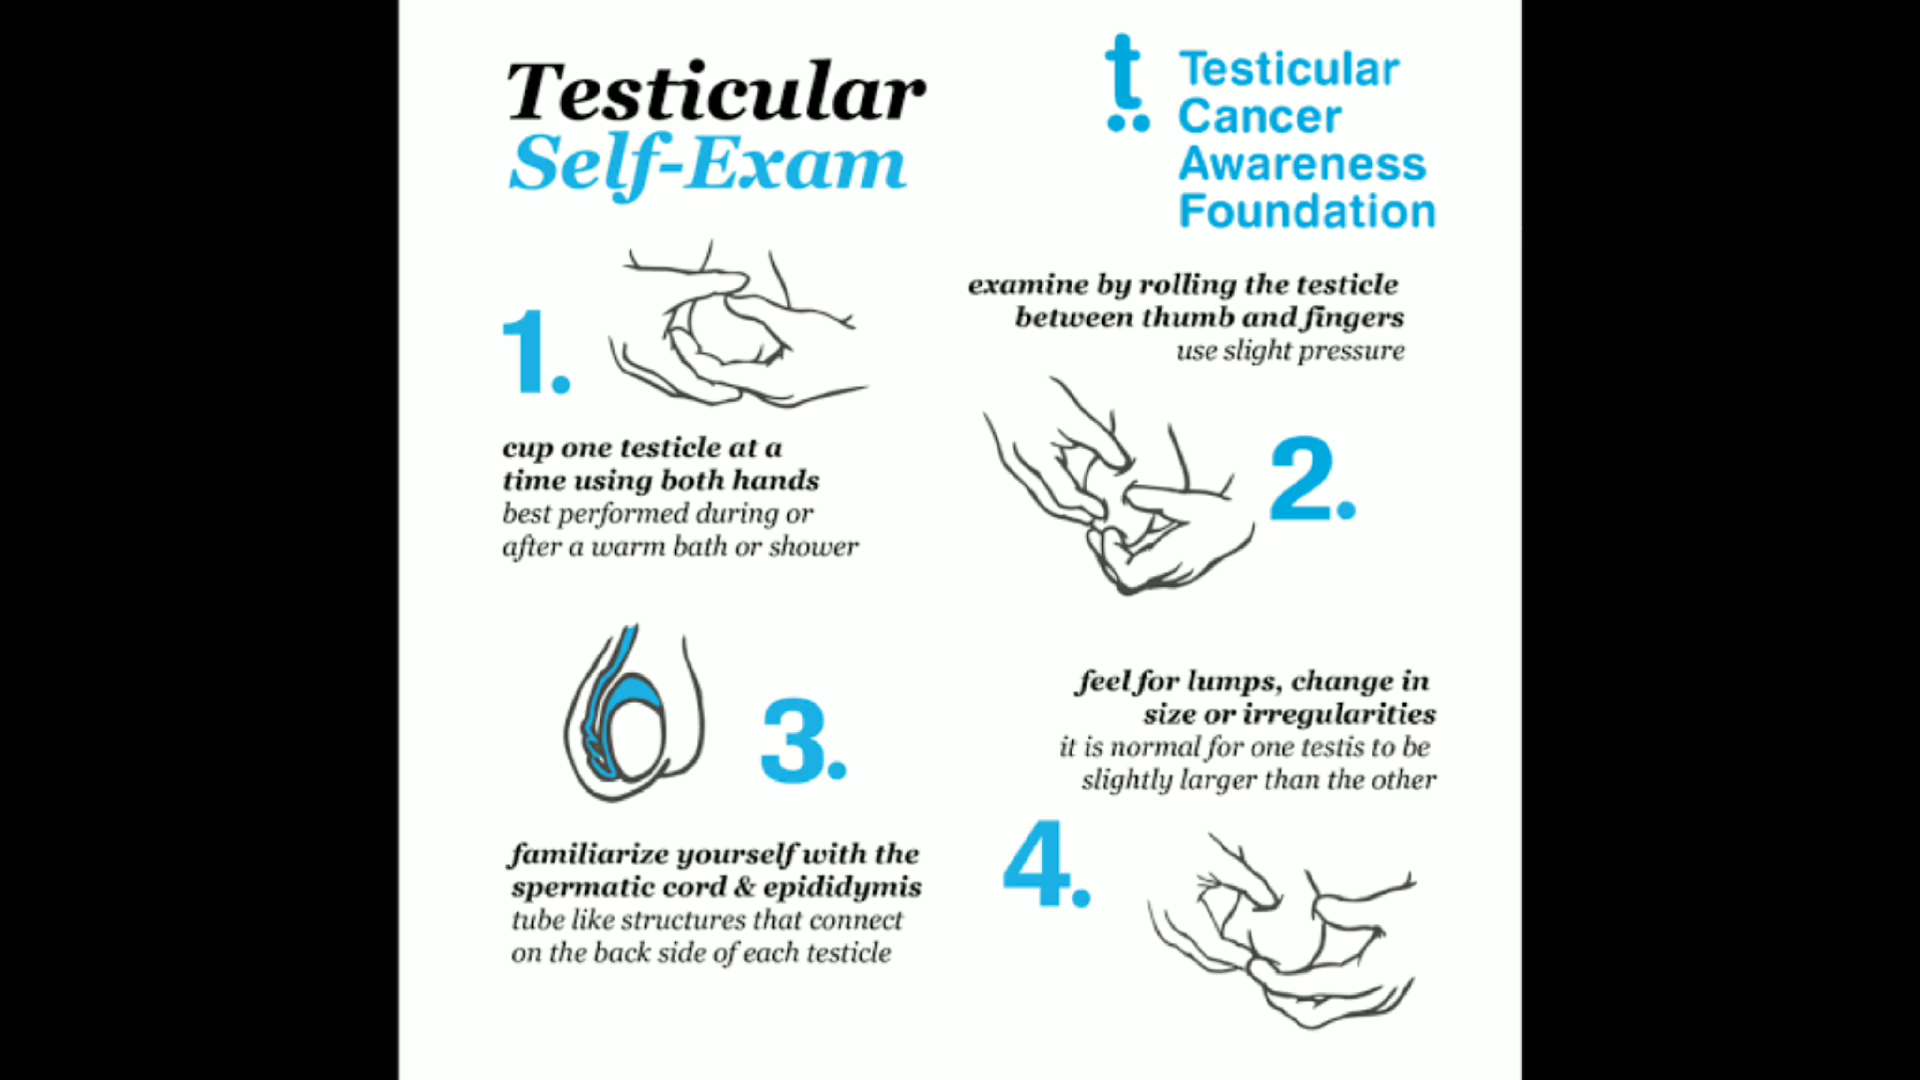 Testicular
Self-Exam
Testicular
Cancer
Awareness
Foundation
1.
cup one testicle at a
time using both hands
best performed during or
after a warm bath or shower
examine by rolling the testicle
between thumb and fingers
use slight pressure
2.
3.
familiarize yourself with the
spermatic cord & epididymis
tube like structures that connect
on the back side of each testicle
feel for lumps, change in
size or irregularities
it is normal for one testis to be
slightly larger than the other
4.